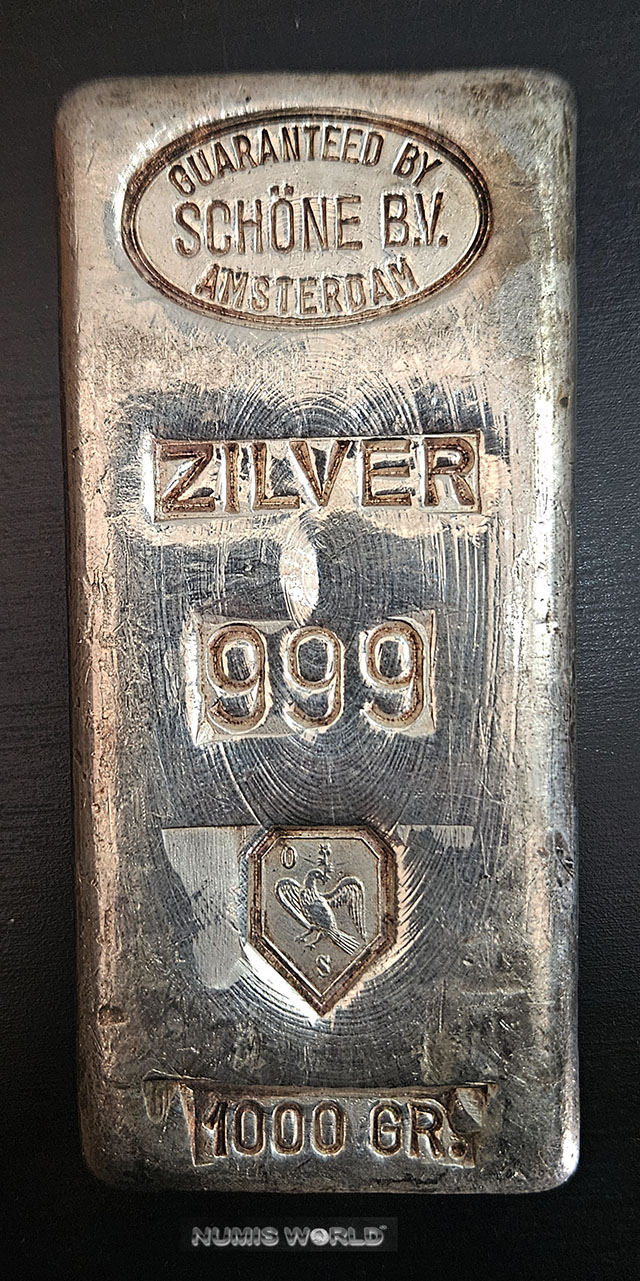 GUARANTEED BY
SCHÖNE B.V.
AMSTERDAM
ZILVER
999
O
S
1000 GR.
NUMIS WORLD